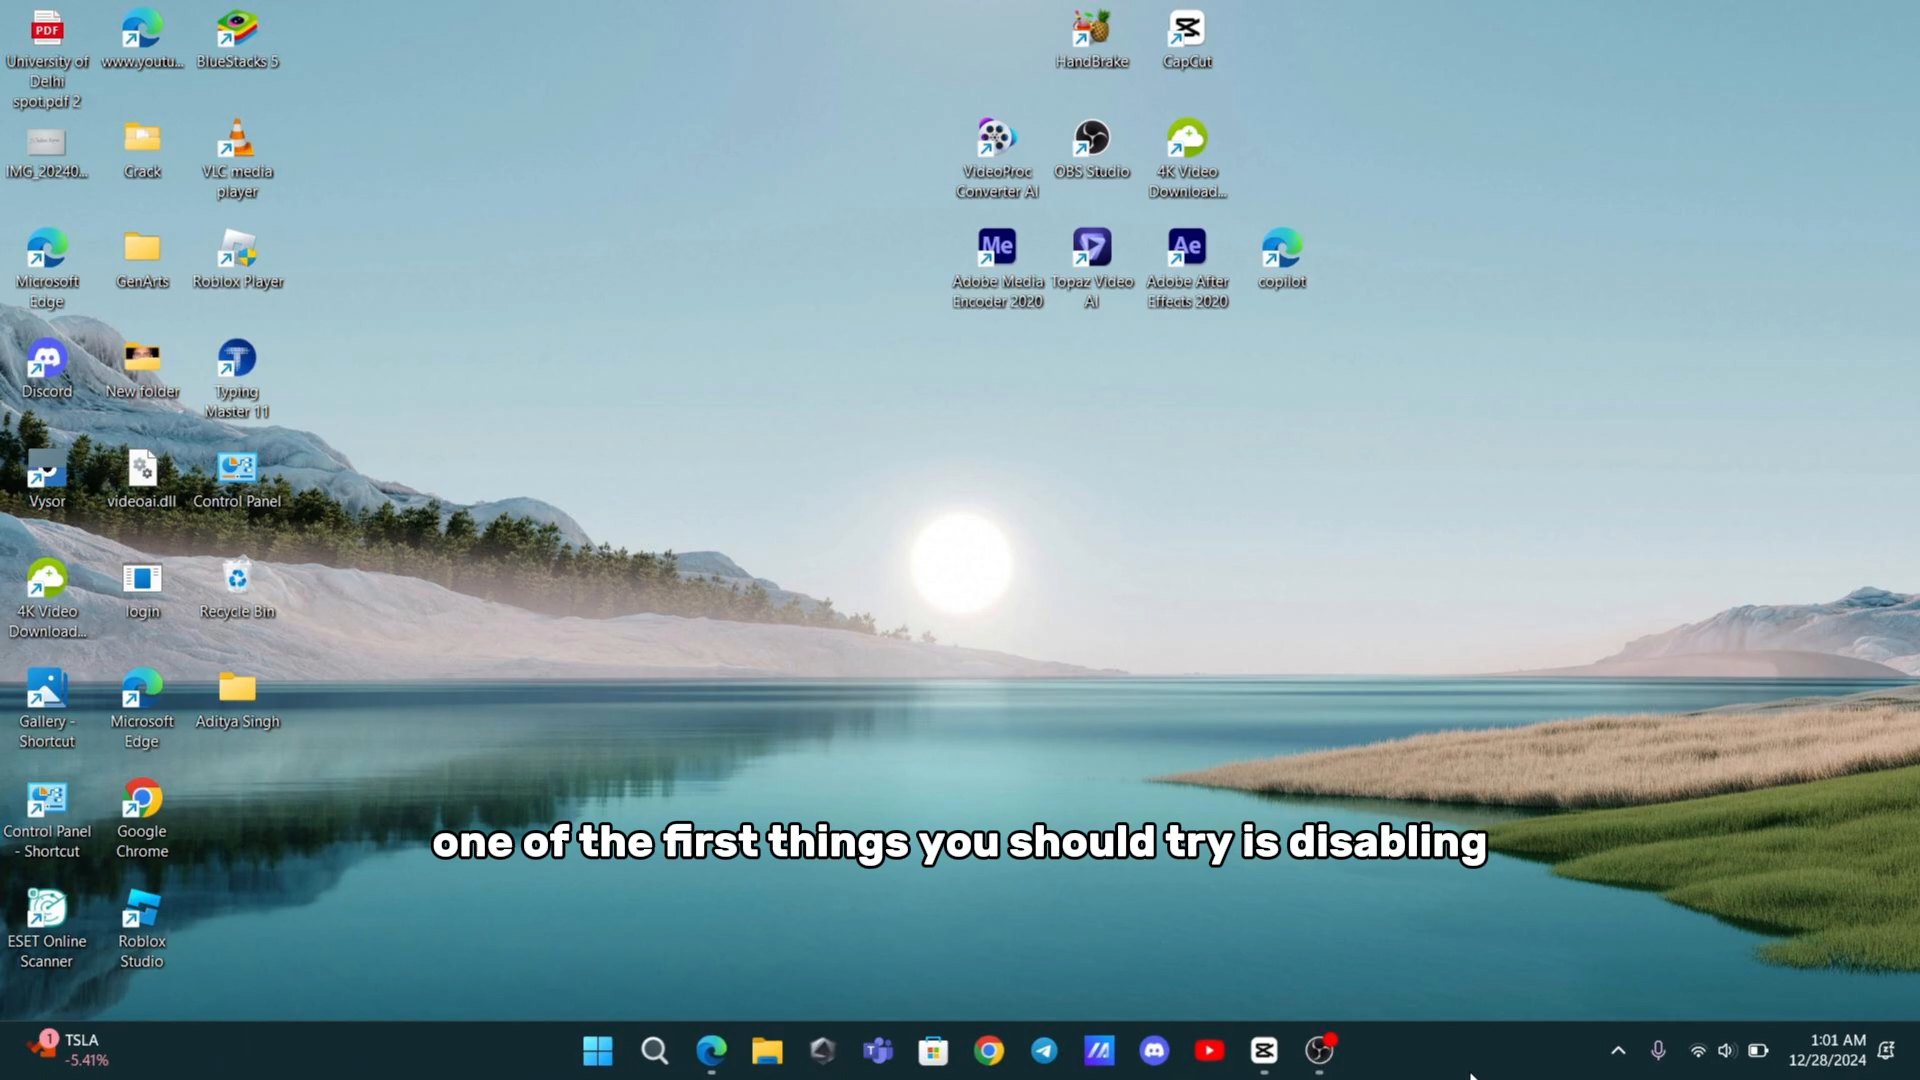 PDF
University of
Delhi
spot.pdf 2
www.youtu...
BlueStacks 5
HandBrake
CapCut
IMG_20240...
Crack
VLC media
player
VideoProc
Converter AI
OBS Studio
4K Video
Download...
Microsoft
Edge
GenArts
Roblox Player
Me
Adobe Media
Encoder 2020
Topaz Video
AI
Ae
Adobe After
Effects 2020
copilot
Discord
New folder
Typing
Master 11
Vysor
videoai.dll
Control Panel
4K Video
Download...
login
Recycle Bin
Gallery -
Shortcut
Microsoft
Edge
Aditya Singh
Control Panel
- Shortcut
Google
Chrome
one of the first things you should try is disabling
ESET Online
Scanner
Roblox
Studio
1
TSLA
-5.41%
1:01 AM
12/28/2024